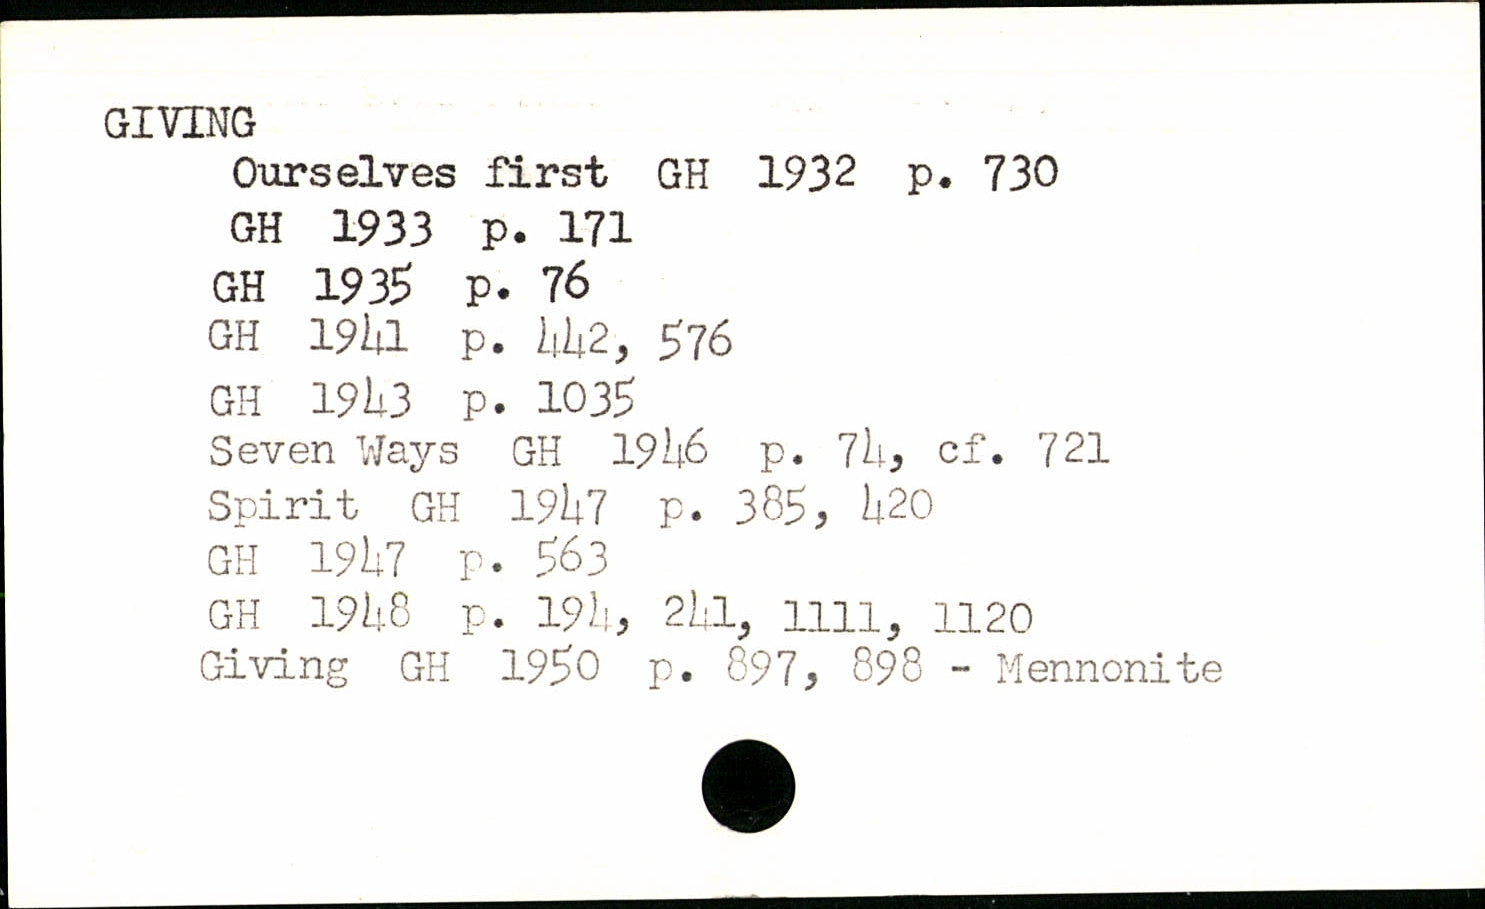 GIVING
Ourselves first GH 1932 p. 730
GH 1933 p. 171
GH 1935 p. 76
GH 1941 p. 442, 576
GH 1943 p. 1035
Seven Ways GH 1946 p. 74, cf. 721
Spirit GH 1947 p. 385, 420
GH 1947 p. 563
GH 1948 p. 194, 241, 1111, 1120
Giving GH 1950 p. 897, 898 - Mennonite